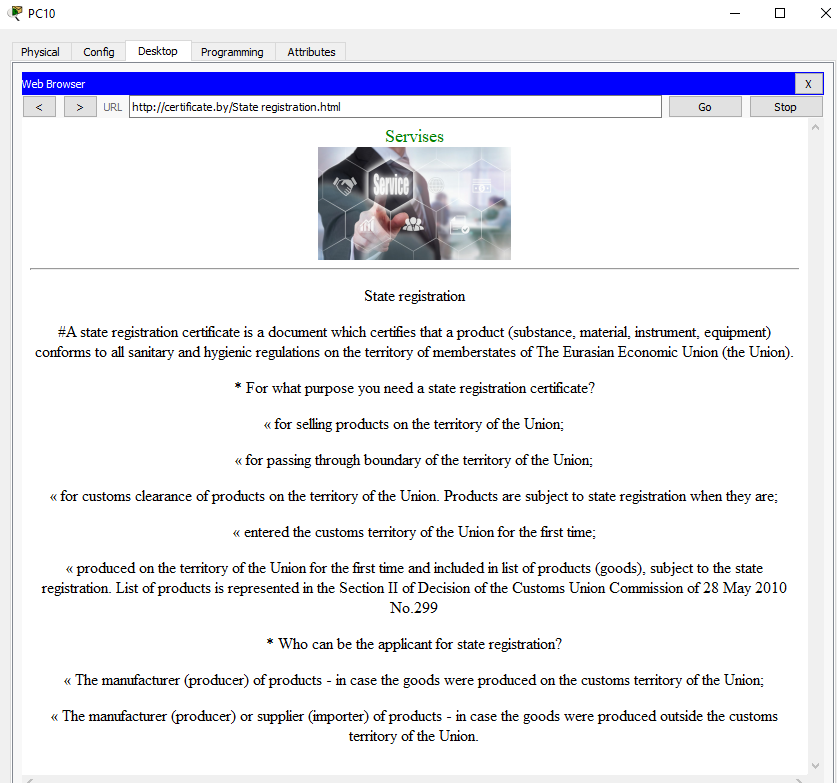 PC10
Physical Config Desktop Programming Attributes
Web Browser X
< > URL http://certificate.by/State registration.html Go Stop
Servises
Service
State registration
#A state registration certificate is a document which certifies that a product (substance, material, instrument, equipment)
conforms to all sanitary and hygienic regulations on the territory of memberstates of The Eurasian Economic Union (the Union).
* For what purpose you need a state registration certificate?
« for selling products on the territory of the Union;
« for passing through boundary of the territory of the Union;
« for customs clearance of products on the territory of the Union. Products are subject to state registration when they are;
« entered the customs territory of the Union for the first time;
« produced on the territory of the Union for the first time and included in list of products (goods), subject to the state
registration. List of products is represented in the Section II of Decision of the Customs Union Commission of 28 May 2010
No.299
* Who can be the applicant for state registration?
« The manufacturer (producer) of products - in case the goods were produced on the customs territory of the Union;
« The manufacturer (producer) or supplier (importer) of products - in case the goods were produced outside the customs
territory of the Union.